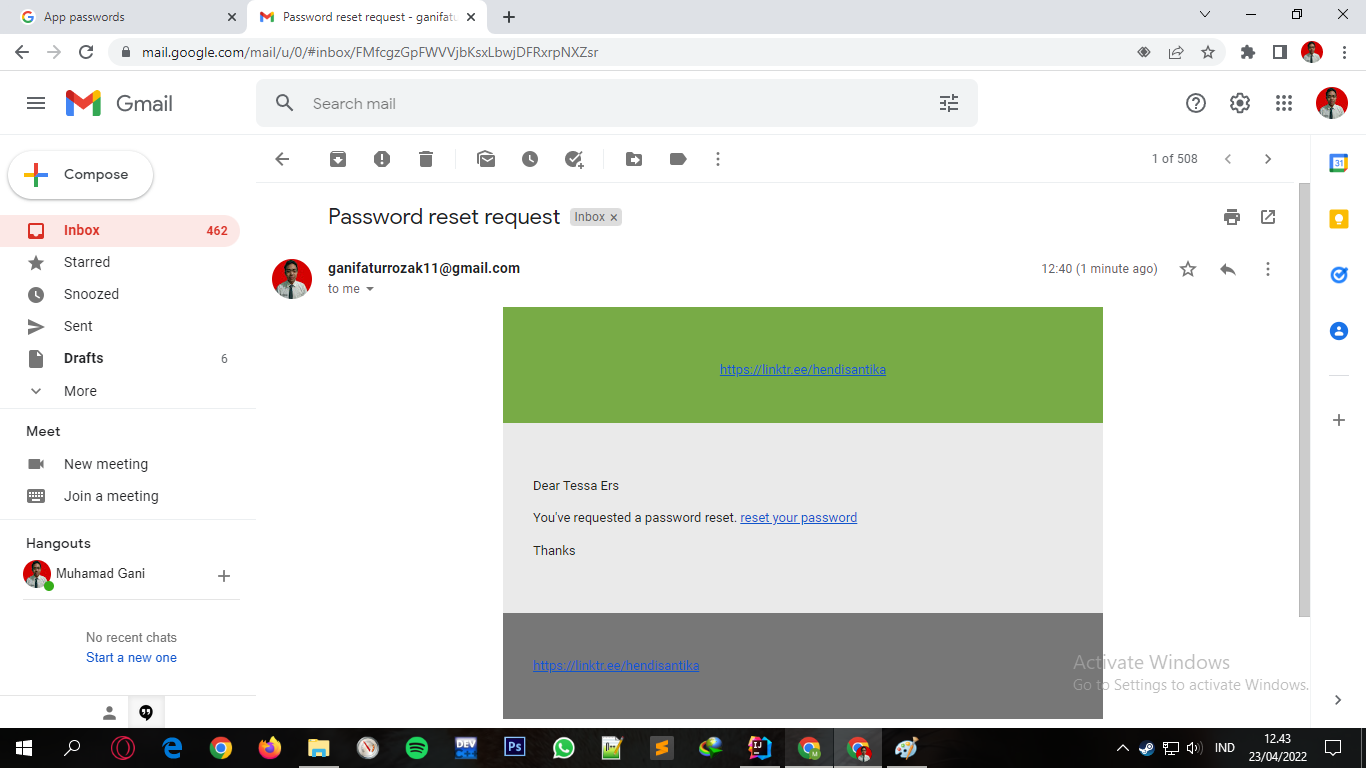 App passwords
Password reset request - ganifatu
mail.google.com/mail/u/0/#inbox/FMfcgzGpFWVVjbKsxLbwjDFRxrpNXZsr
Gmail
Search mail
Compose
1 of 508
31
Inbox 462
Starred
Snoozed
Sent
Drafts 6
More
Meet
New meeting
Join a meeting
Hangouts
Muhamad Gani
No recent chats
Start a new one
Password reset request Inbox
ganifaturrozak11@gmail.com 12:40 (1 minute ago)
to me
https://linktr.ee/hendisantika
Dear Tessa Ers
You've requested a password reset. reset your password
Thanks
https://linktr.ee/hendisantika
Activate Windows
Go to Settings to activate Windows.
DEV
Ps
IJ
M
IND
12.43
23/04/2022